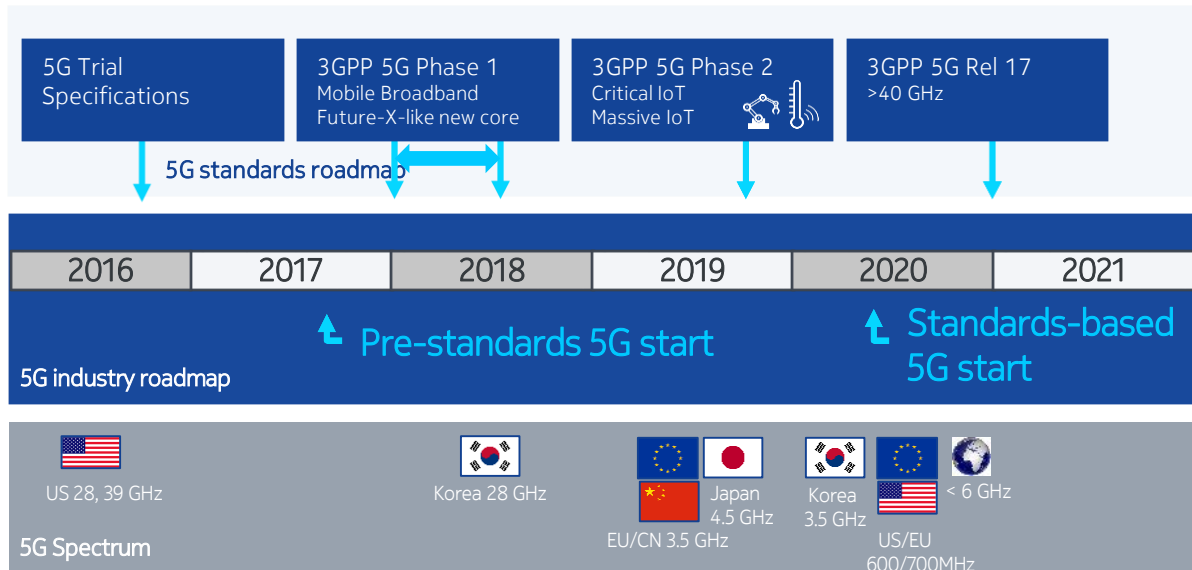 5G Trial
Specifications
3GPP 5G Phase 1
Mobile Broadband
Future-X-like new core
3GPP 5G Phase 2
Critical IoT
Massive IoT
3GPP 5G Rel 17
>40 GHz
5G standards roadmap
2016
2017
2018
2019
2020
2021
Pre-standards 5G start
Standards-based
5G start
5G industry roadmap
US 28, 39 GHz
Korea 28 GHz
Japan
4.5 GHz
EU/CN 3.5 GHz
Korea
3.5 GHz
< 6 GHz
US/EU
600/700MHz
5G Spectrum